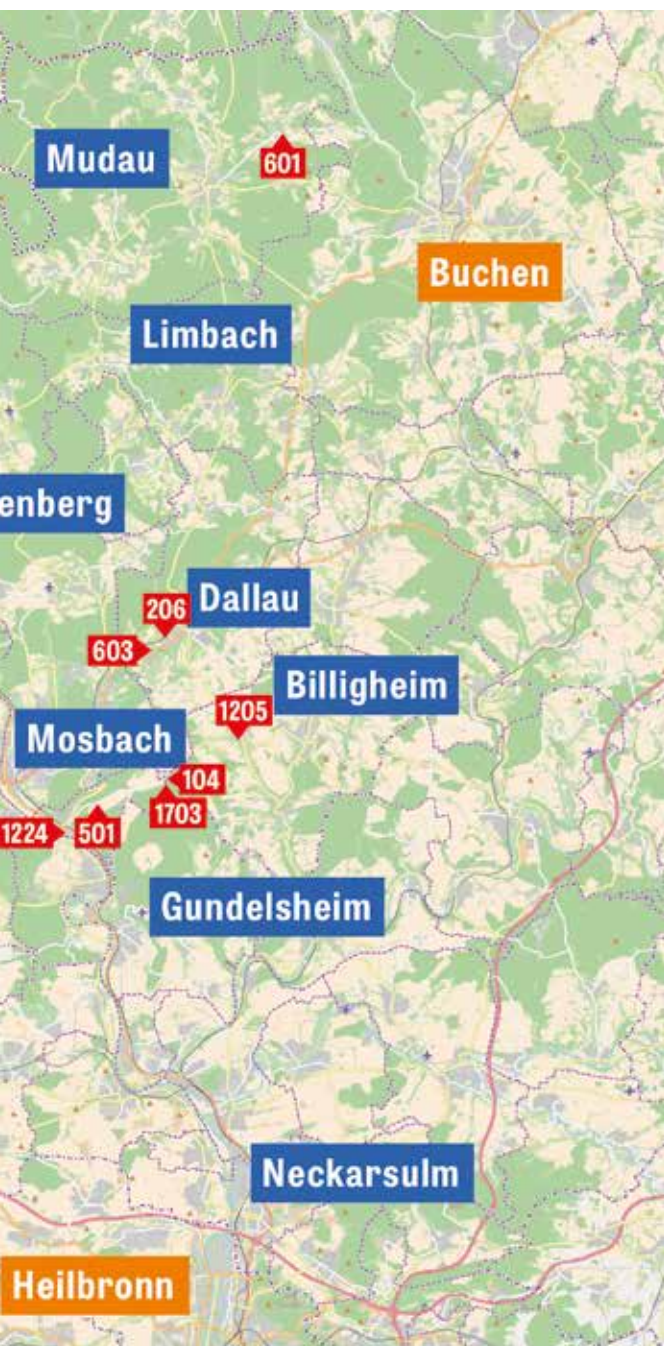 Mudau
601
Buchen
Limbach
enberg
Dallau
206
603
Billigheim
1205
Mosbach
104
1703
1224
501
Gundelsheim
Neckarsulm
Heilbronn